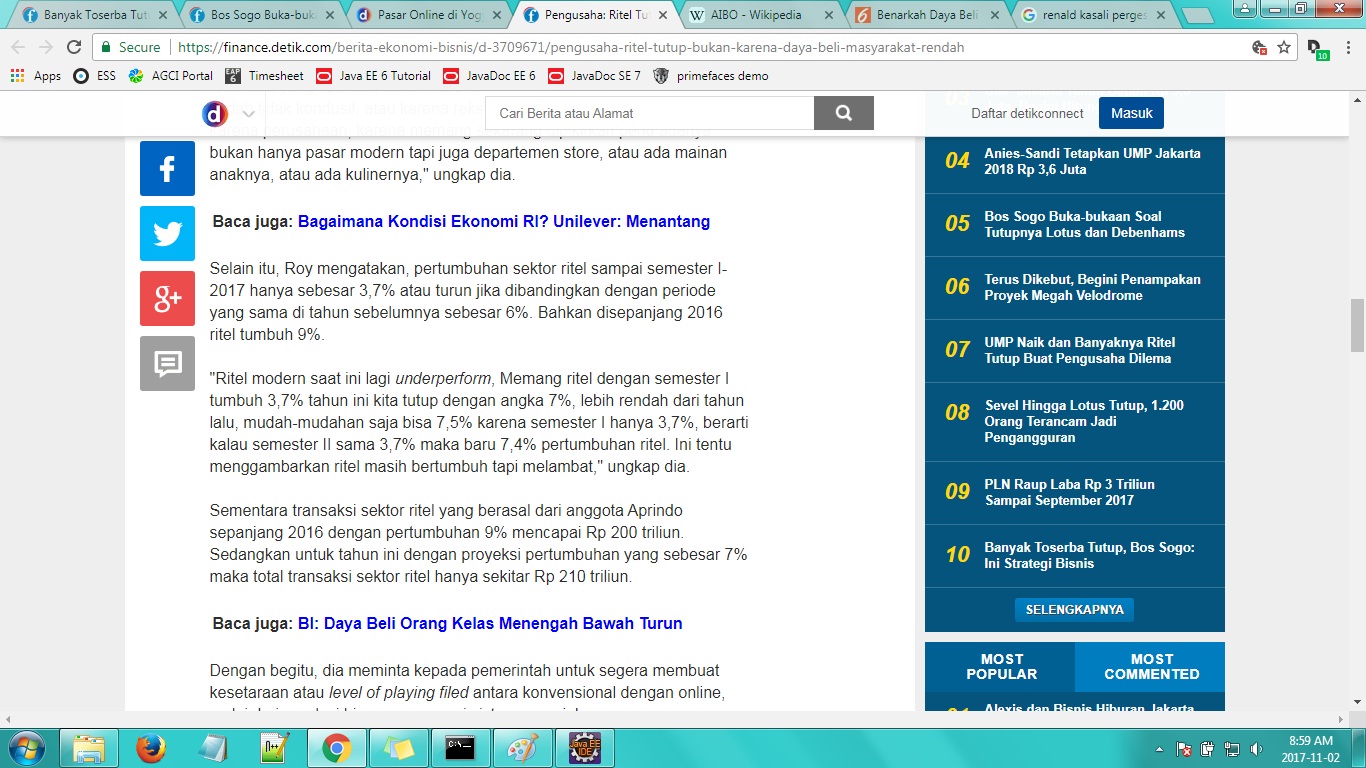 Banyak Toserba Tut
Bos Sogo Buka-buka
Pasar Online di Yog
Pengusaha: Ritel Tu
AIBO - Wikipedia
Benarkah Daya Beli
renald kasali perges
Secure
https://finance.detik.com/berita-ekonomi-bisnis/d-3709671/pengusaha-ritel-tutup-bukan-karena-daya-beli-masyarakat-rendah
10
Apps
ESS
AGCI Portal
Timesheet
Java EE 6 Tutorial
JavaDoc EE 6
JavaDoc SE 7
primefaces demo
Cari Berita atau Alamat
Daftar detikconnect
Masuk
bukan hanya pasar modern tapi juga departemen store, atau ada mainan
anaknya, atau ada kulinernya," ungkap dia.
Baca juga: Bagaimana Kondisi Ekonomi RI? Unilever: Menantang
Selain itu, Roy mengatakan, pertumbuhan sektor ritel sampai semester I-
2017 hanya sebesar 3,7% atau turun jika dibandingkan dengan periode
yang sama di tahun sebelumnya sebesar 6%. Bahkan disepanjang 2016
ritel tumbuh 9%.
"Ritel modern saat ini lagi underperform, Memang ritel dengan semester I
tumbuh 3,7% tahun ini kita tutup dengan angka 7%, lebih rendah dari tahun
lalu, mudah-mudahan saja bisa 7,5% karena semester I hanya 3,7%, berarti
kalau semester II sama 3,7% maka baru 7,4% pertumbuhan ritel. Ini tentu
menggambarkan ritel masih bertumbuh tapi melambat," ungkap dia.
Sementara transaksi sektor ritel yang berasal dari anggota Aprindo
sepanjang 2016 dengan pertumbuhan 9% mencapai Rp 200 triliun.
Sedangkan untuk tahun ini dengan proyeksi pertumbuhan yang sebesar 7%
maka total transaksi sektor ritel hanya sekitar Rp 210 triliun.
Baca juga: BI: Daya Beli Orang Kelas Menengah Bawah Turun
Dengan begitu, dia meminta kepada pemerintah untuk segera membuat
kesetaraan atau level of playing filed antara konvensional dengan online,
03
04 Anies-Sandi Tetapkan UMP Jakarta
2018 Rp 3,6 Juta
05 Bos Sogo Buka-bukaan Soal
Tutupnya Lotus dan Debenhams
06 Terus Dikebut, Begini Penampakan
Proyek Megah Velodrome
07 UMP Naik dan Banyaknya Ritel
Tutup Buat Pengusaha Dilema
08 Sevel Hingga Lotus Tutup, 1.200
Orang Terancam Jadi
Pengangguran
09 PLN Raup Laba Rp 3 Triliun
Sampai September 2017
10 Banyak Toserba Tutup, Bos Sogo:
Ini Strategi Bisnis
SELENGKAPNYA
MOST
POPULAR
MOST
COMMENTED
Alexis dan Bisnis Hiburan Jakarta
8:59 AM
2017-11-02